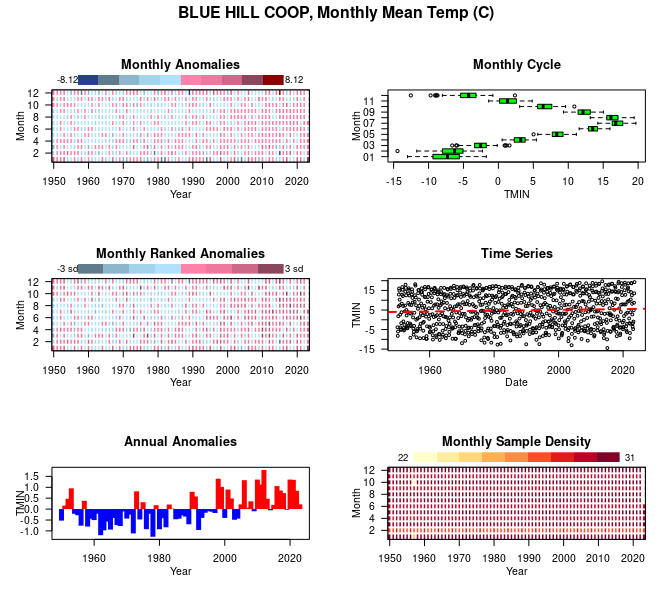 BLUE HILL COOP, Monthly Mean Temp (C)
Monthly Anomalies
-8.12 8.12
Month
12 10 8 6 4 2
1950 1960 1970 1980 1990 2000 2010 2020
Year
Monthly Cycle
Month
11 09 07 05 03 01
-15 -10 -5 0 5 10 15 20
TMIN
Monthly Ranked Anomalies
-3 sd 3 sd
Month
12 10 8 6 4 2
1950 1960 1970 1980 1990 2000 2010 2020
Year
Time Series
TMIN
15 5 -5 -15
1960 1980 2000 2020
Date
Annual Anomalies
TMIN
1.5 1.0 0.5 0.0 -0.5 -1.0
1960 1980 2000 2020
Year
Monthly Sample Density
22 31
Month
12 10 8 6 4 2
1950 1960 1970 1980 1990 2000 2010 2020
Year